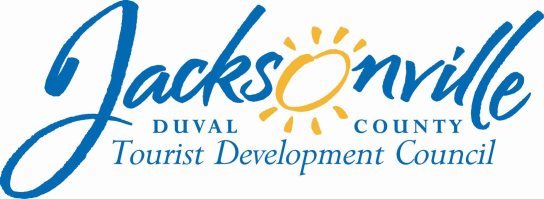 Jacksonville
DUVAL COUNTY
Tourist Development Council